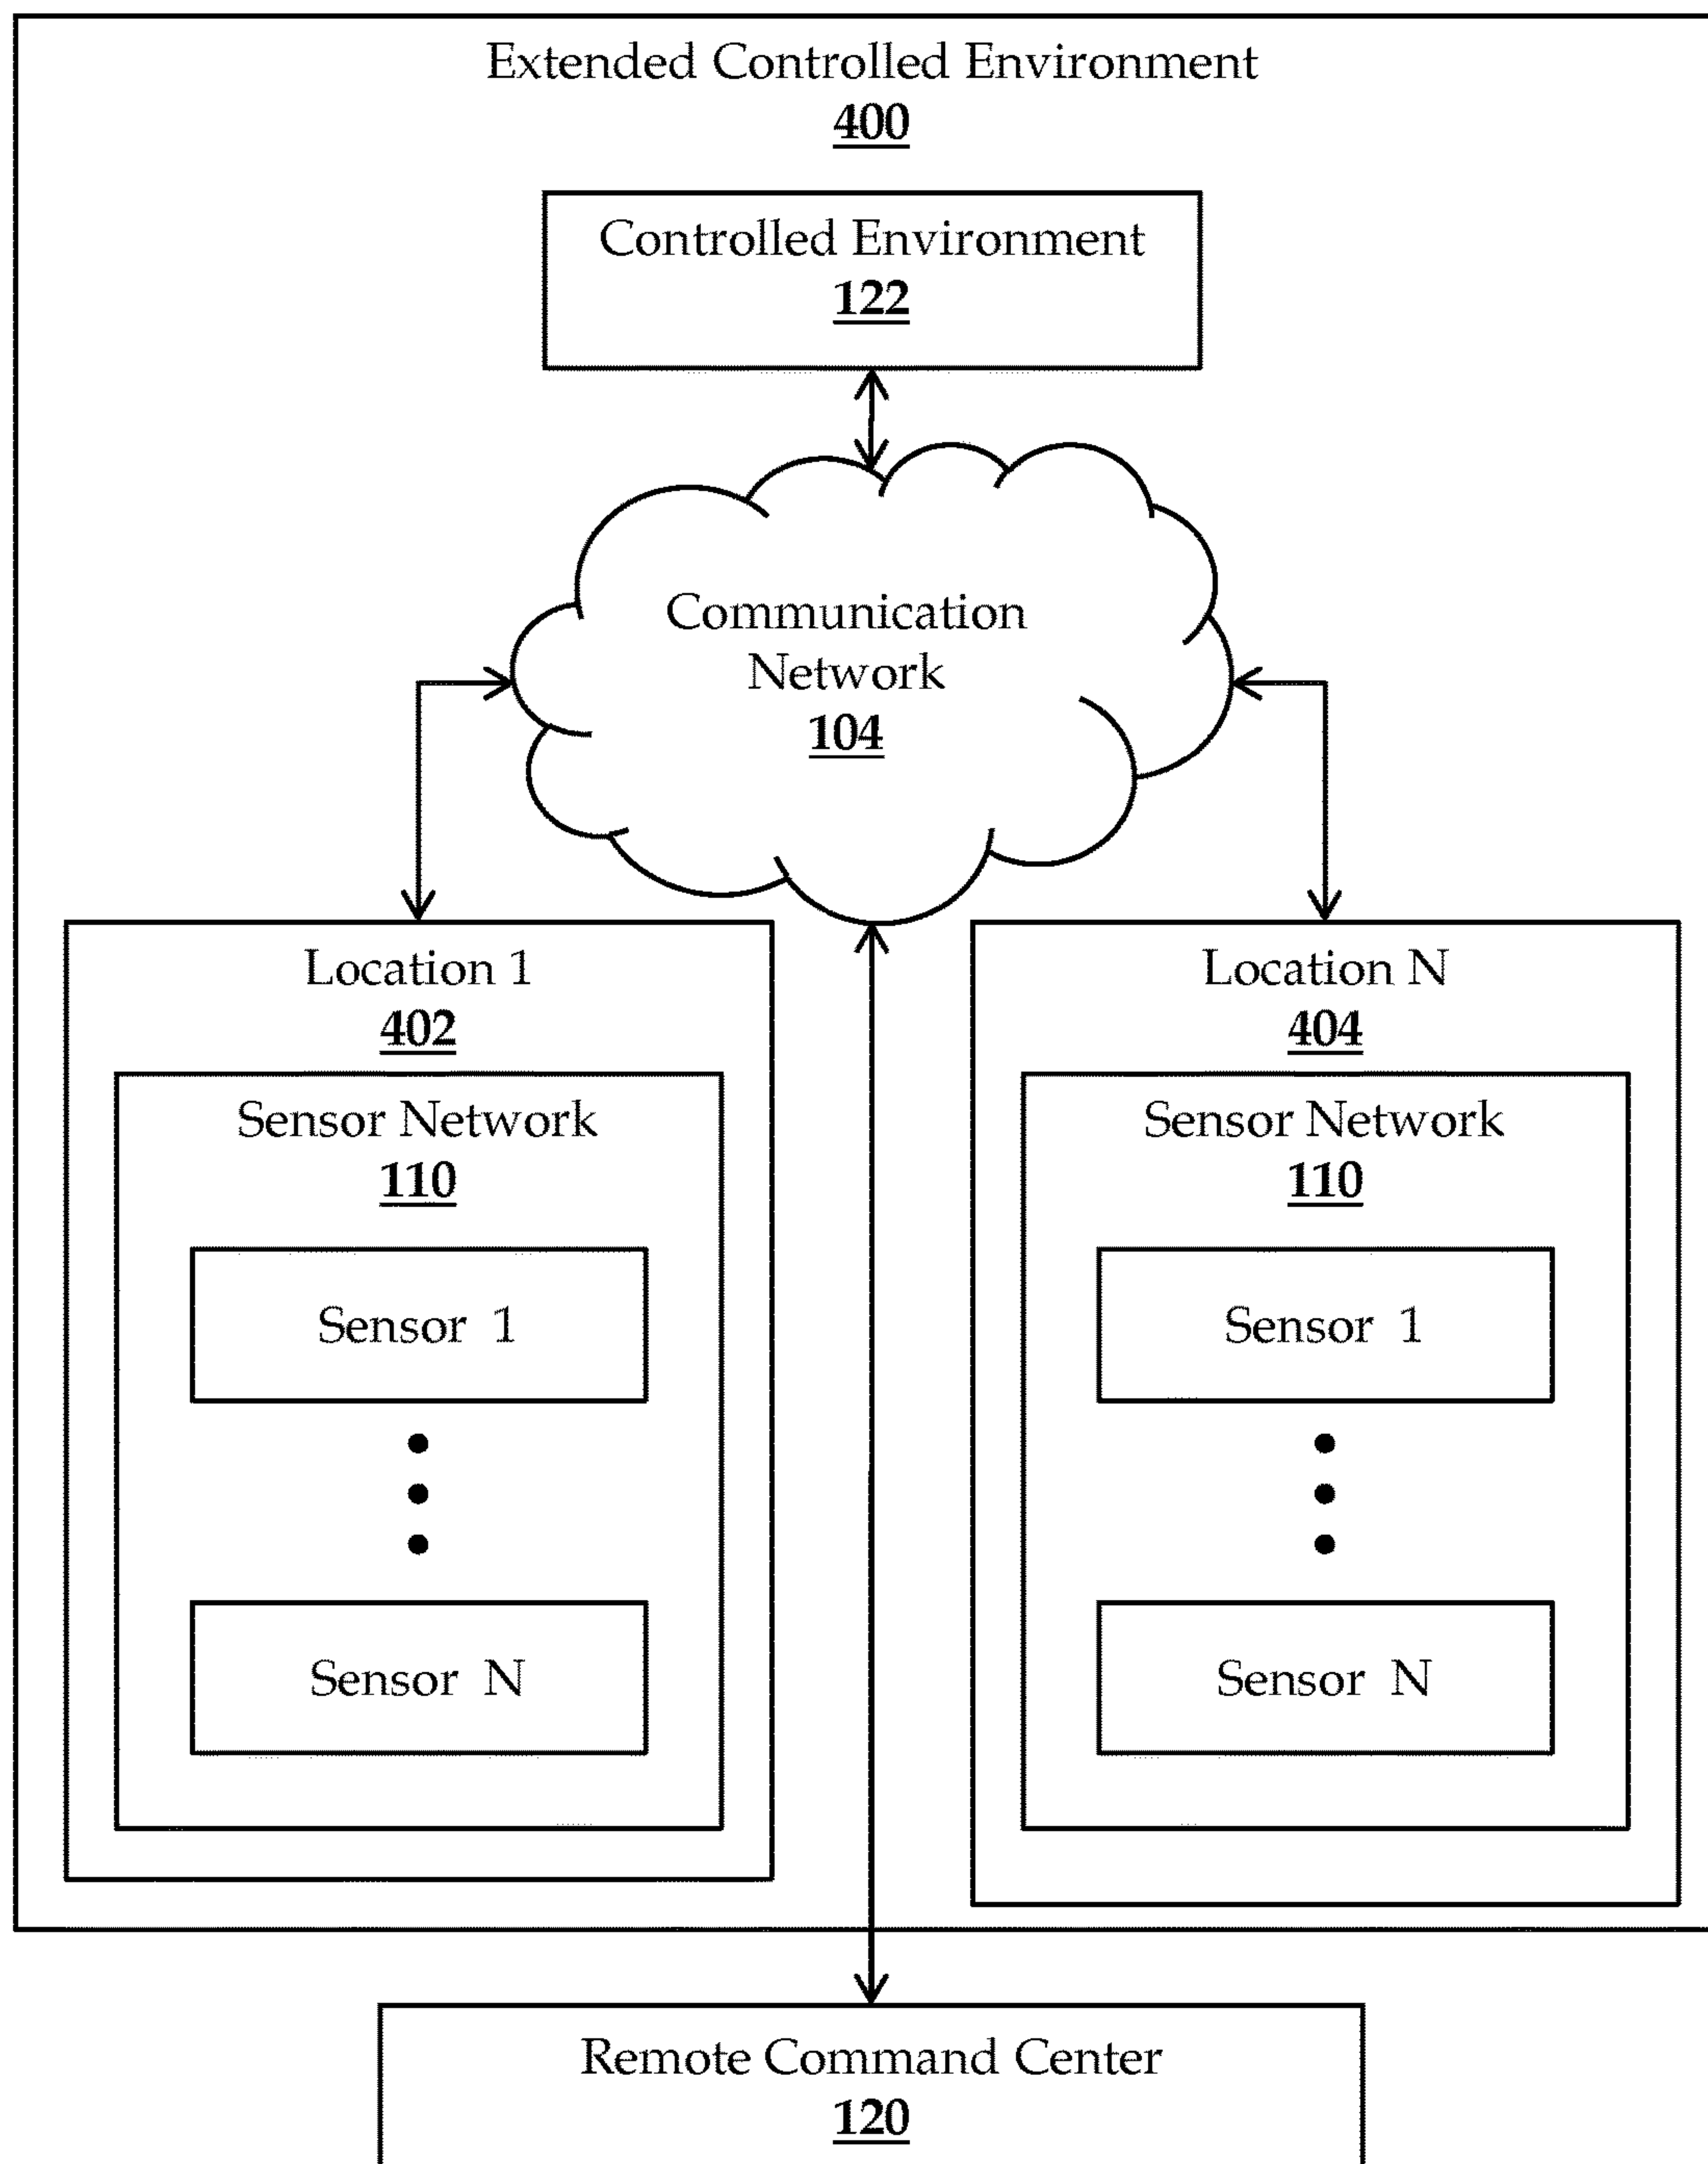 Extended Controlled Environment
400
Controlled Environment
122
Communication
Network
104
Location 1
402
Sensor Network
110
Sensor 1
Sensor N
Location N
404
Sensor Network
110
Sensor 1
Sensor N
Remote Command Center
120